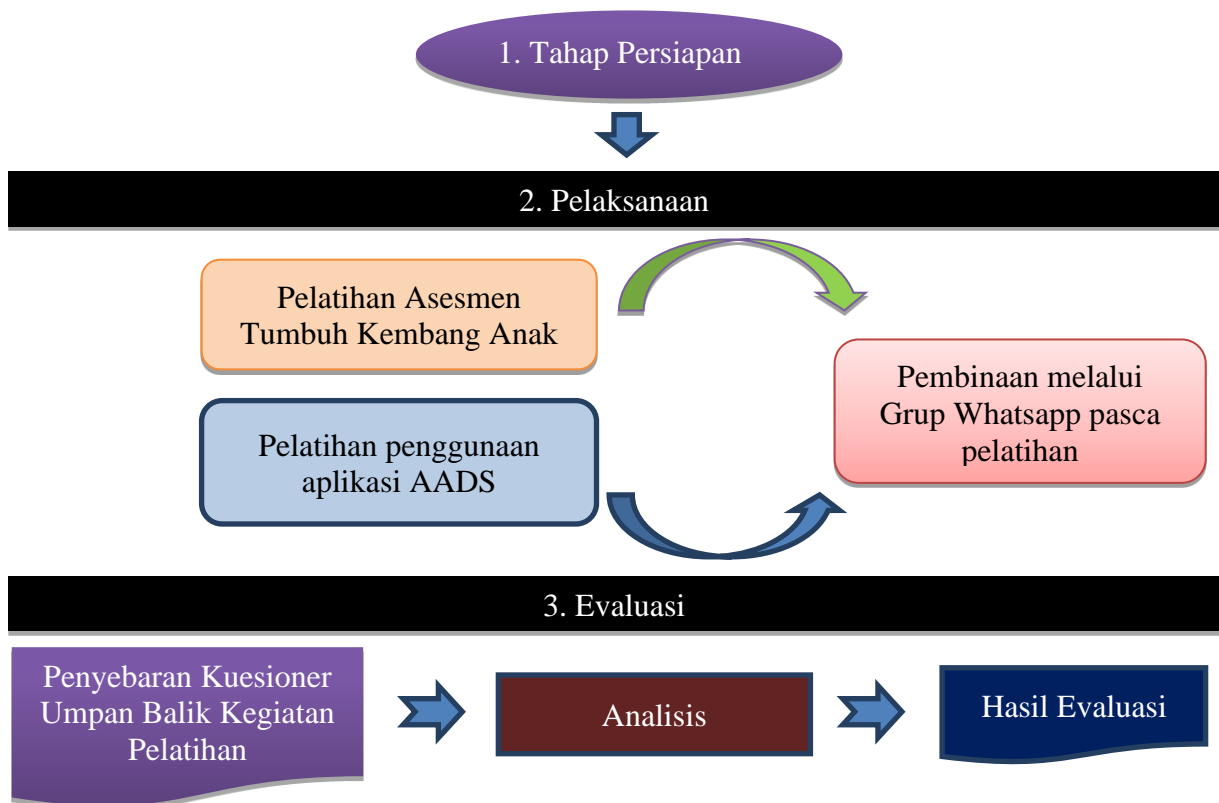 1. Tahap Persiapan
2. Pelaksanaan
Pelatihan Asesmen
Tumbuh Kembang Anak
Pelatihan penggunaan
aplikasi AADS
Pembinaan melalui
Grup Whatsapp pasca
pelatihan
3. Evaluasi
Penyebaran Kuesioner
Umpan Balik Kegiatan
Pelatihan
Analisis
Hasil Evaluasi